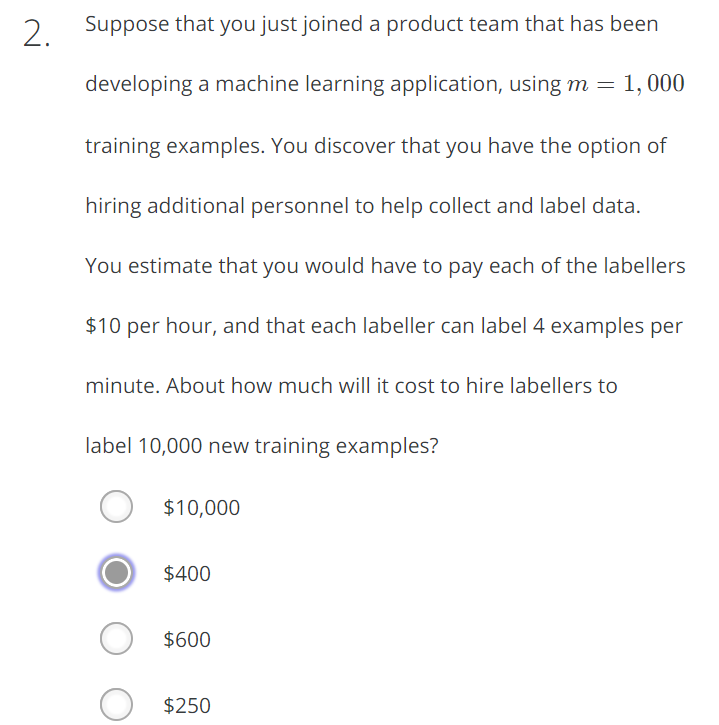 2.
Suppose that you just joined a product team that has been
developing a machine learning application, using m = 1,000
training examples. You discover that you have the option of
hiring additional personnel to help collect and label data.
You estimate that you would have to pay each of the labellers
$10 per hour, and that each labeller can label 4 examples per
minute. About how much will it cost to hire labellers to
label 10,000 new training examples?
$10,000
$400
$600
$250